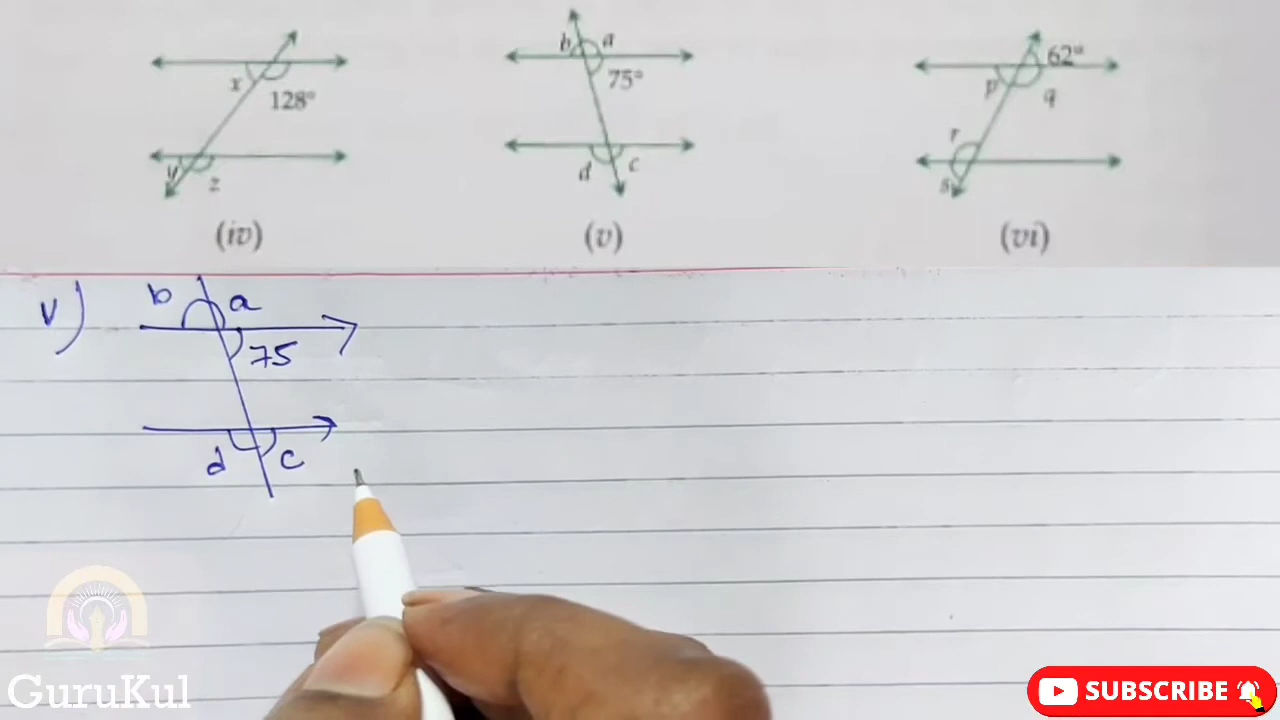 b a 62°
x 128° 75° p q
y z d c r s
(iv) (v) (vi)
v) b a
75
d c
GuruKul
SUBSCRIBE